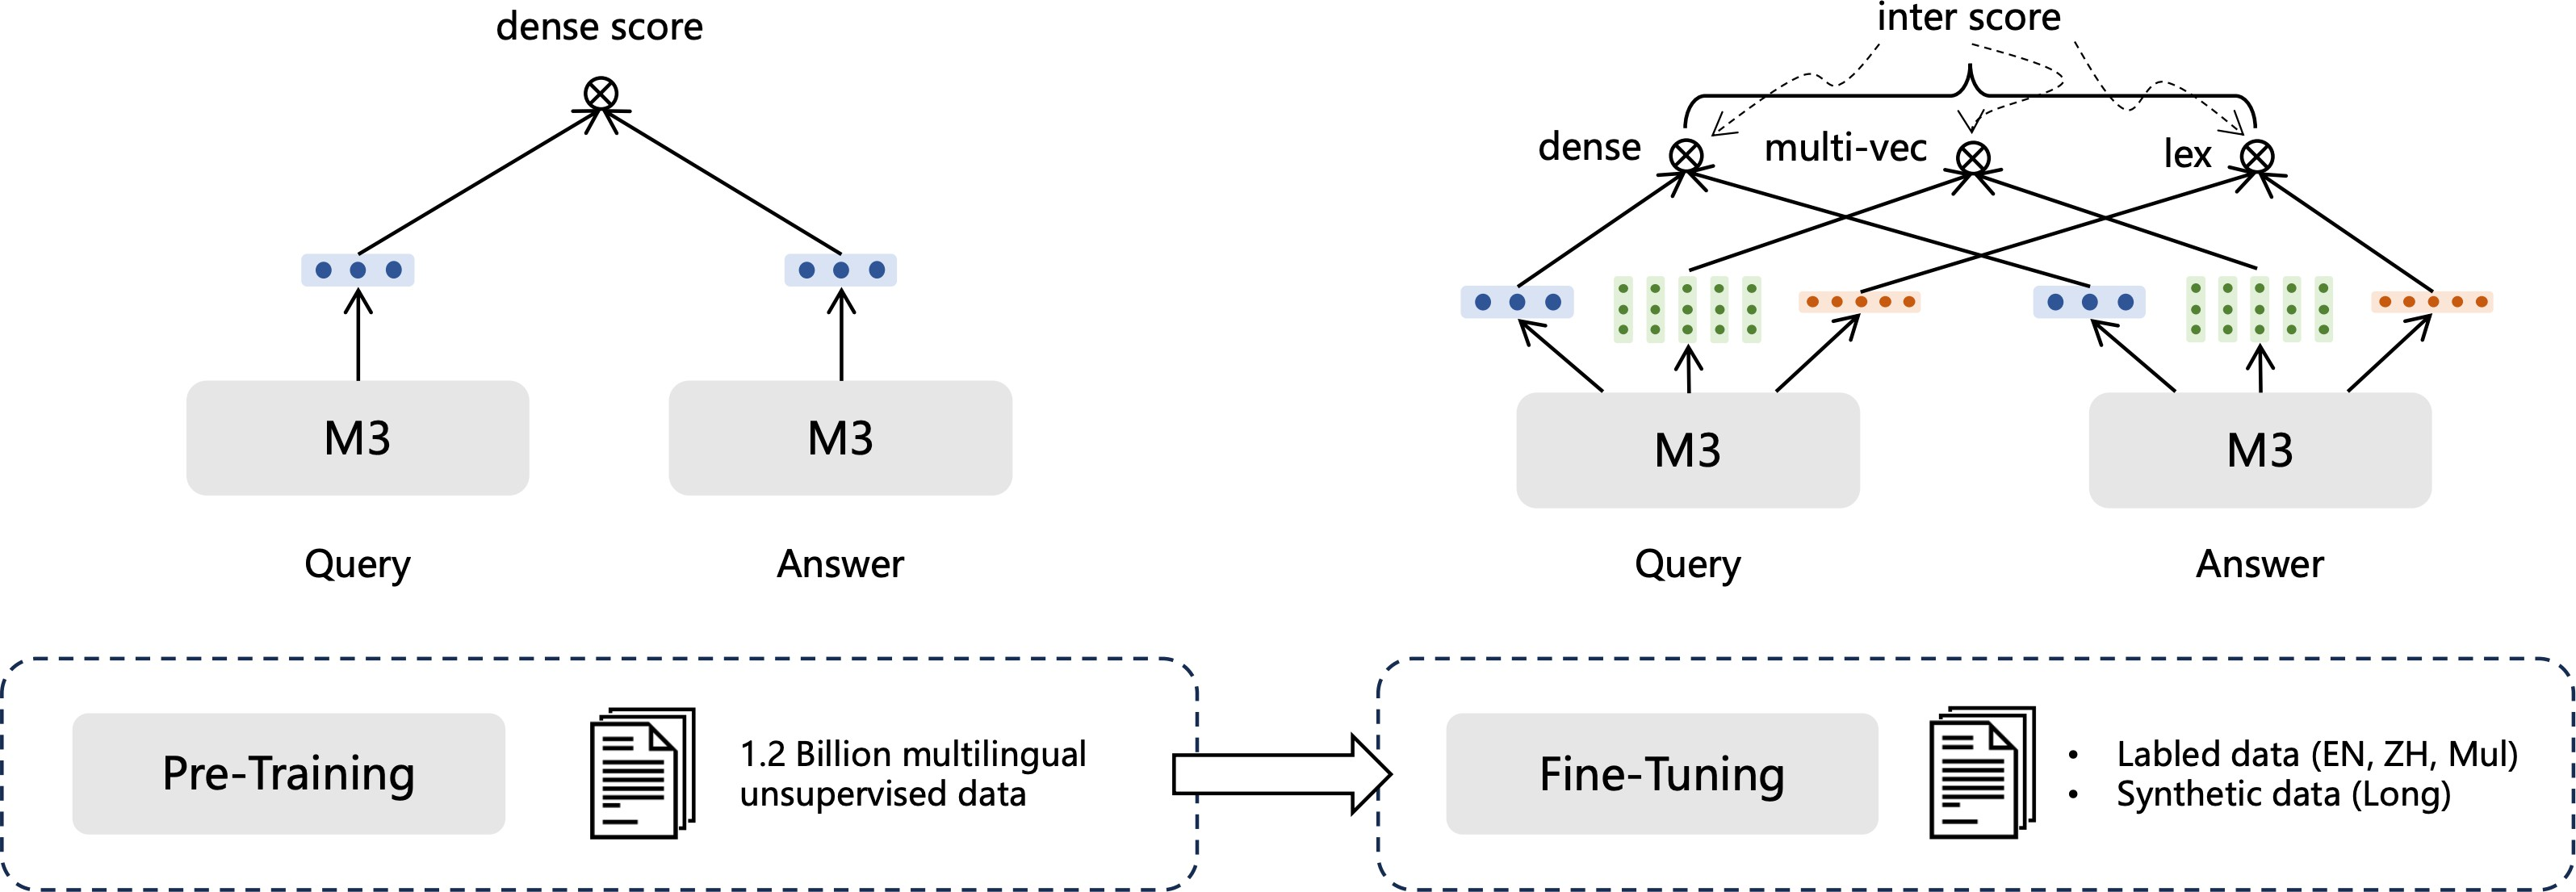 dense score
M3
M3
Query
Answer
inter score
dense
multi-vec
lex
M3
M3
Query
Answer
Pre-Training
1.2 Billion multilingual
unsupervised data
Fine-Tuning
• Labled data (EN, ZH, Mul)
• Synthetic data (Long)